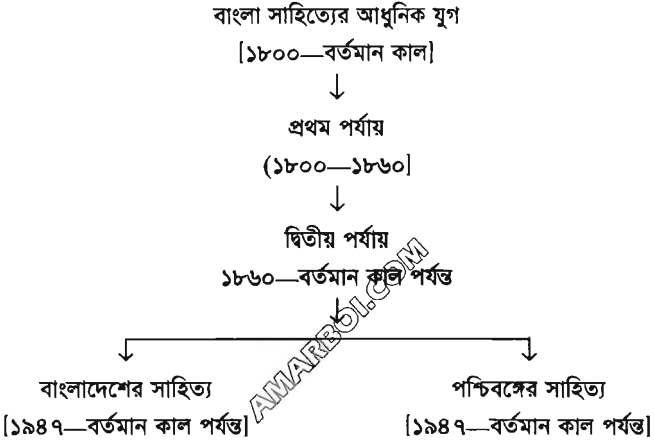 বাংলা সাহিত্যের আধুনিক যুগ
[১৮০০—বর্তমান কাল]
প্রথম পর্যায়
(১৮০০—১৮৬০]
দ্বিতীয় পর্যায়
১৮৬০—বর্তমান কাল পর্যন্ত
AMARBOI.COM
বাংলাদেশের সাহিত্য
[১৯৪৭—বর্তমান কাল পর্যন্ত]
পশ্চিবঙ্গের সাহিত্য
[১৯৪৭—বর্তমান কাল পর্যন্ত]